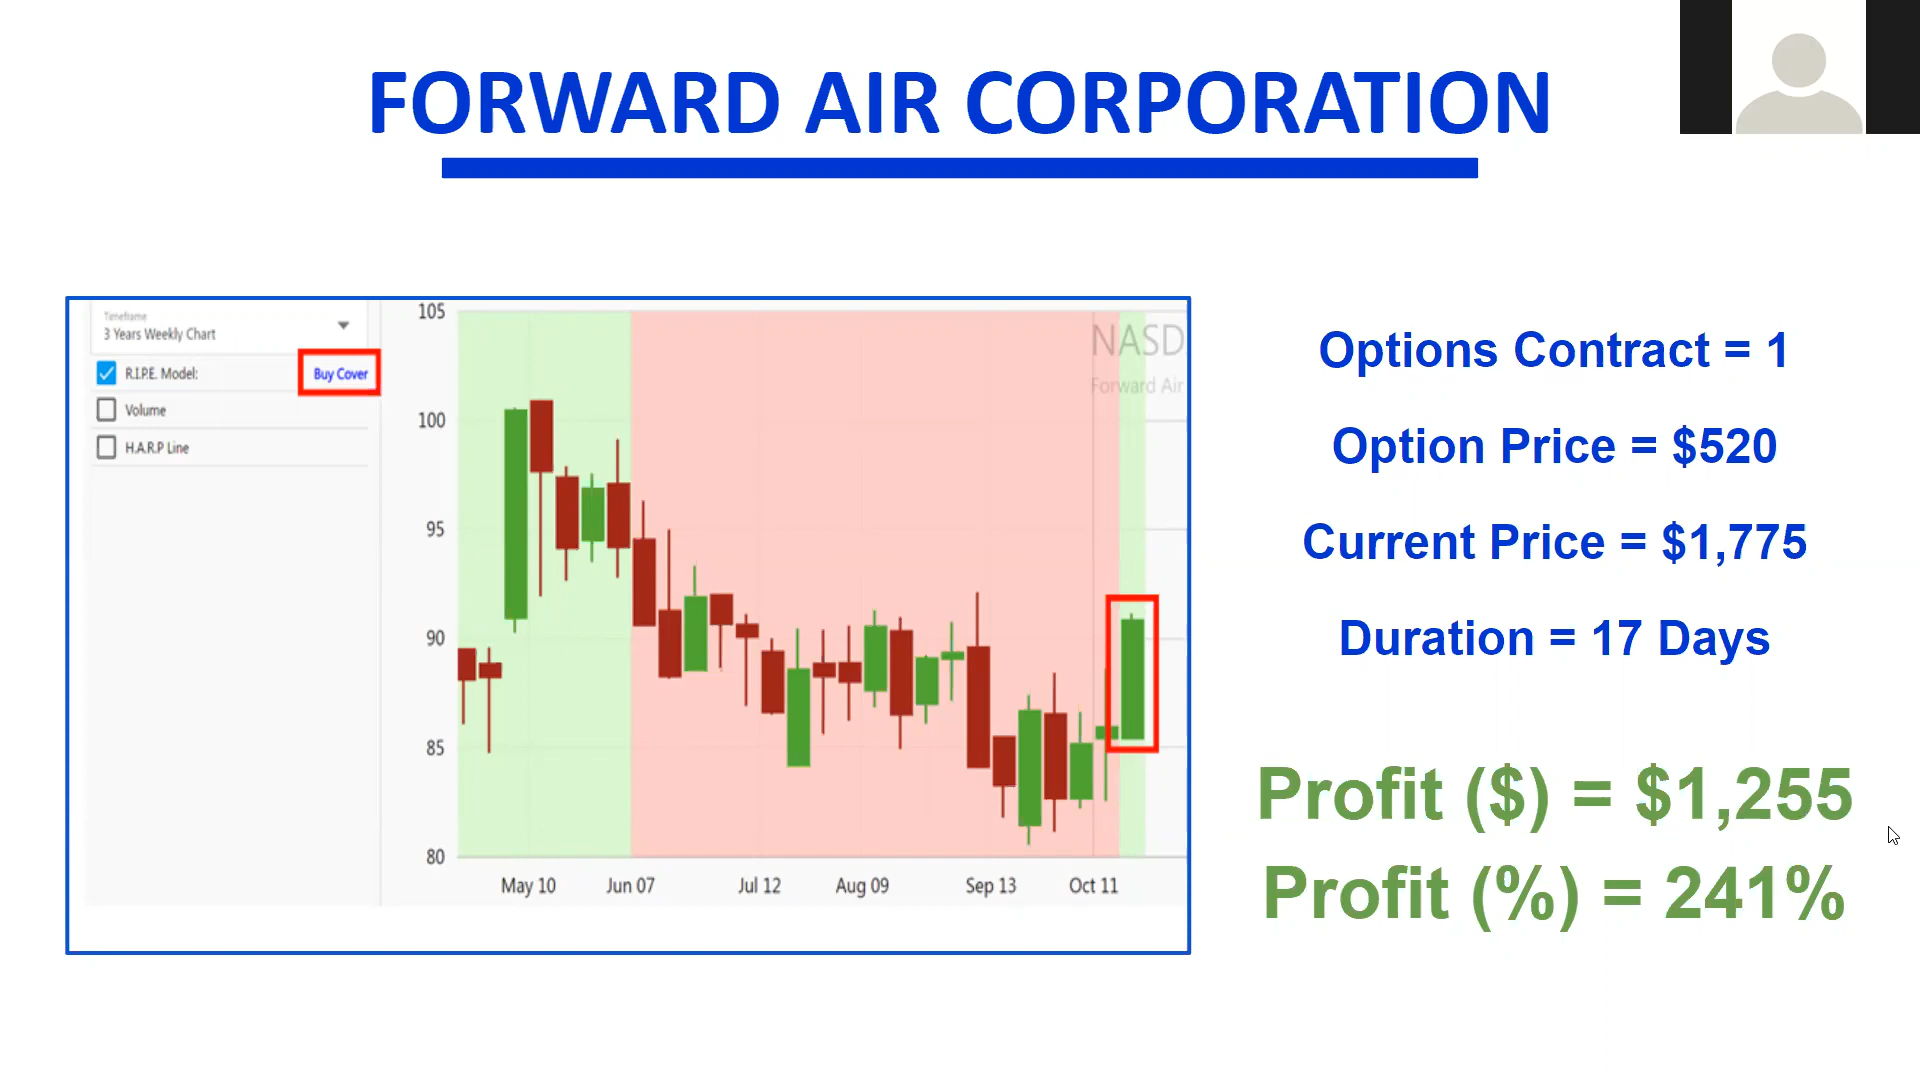 FORWARD AIR CORPORATION
Timeframe
3 Years Weekly Chart
R.I.P.E. Model:
Buy Cover
Volume
H.A.R.P Line
105
100
95
90
85
80
NASD
Forward Air
May 10
Jun 07
Jul 12
Aug 09
Sep 13
Oct 11
Options Contract = 1
Option Price = $520
Current Price = $1,775
Duration = 17 Days
Profit ($) = $1,255
Profit (%) = 241%